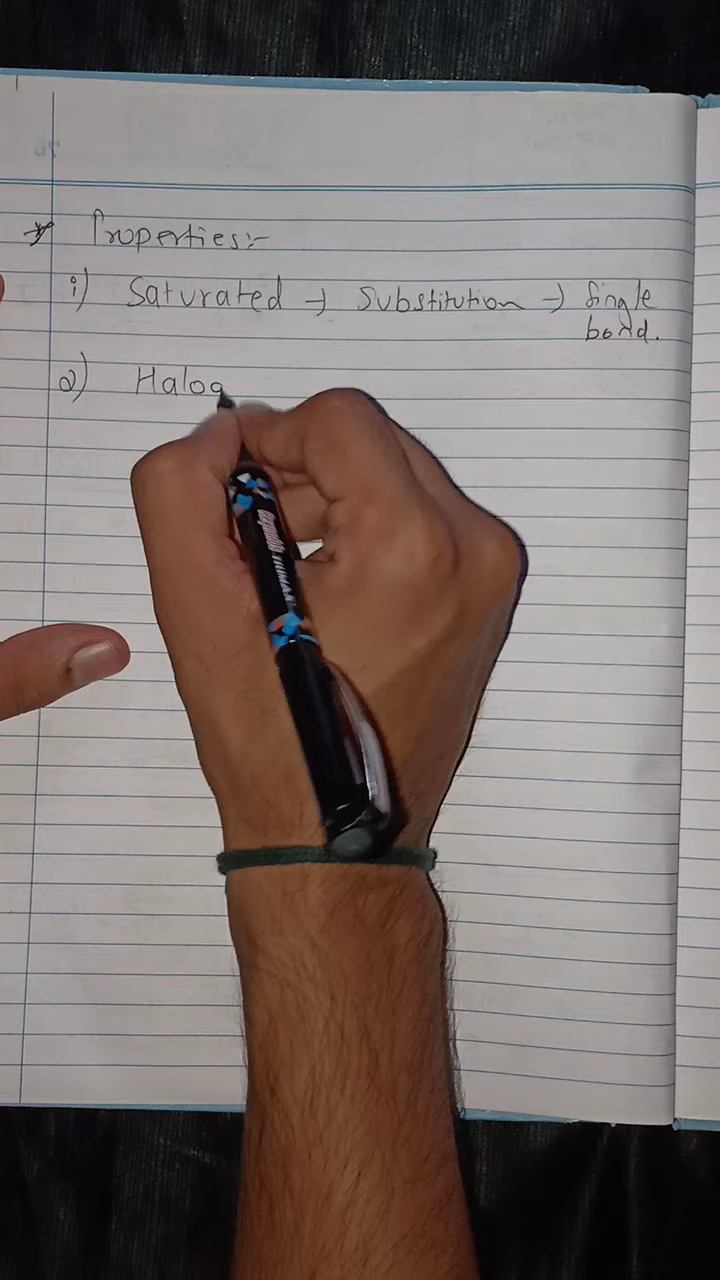 * Properties:-
i) Saturated → Substitution → Single
bond.
2) Halog